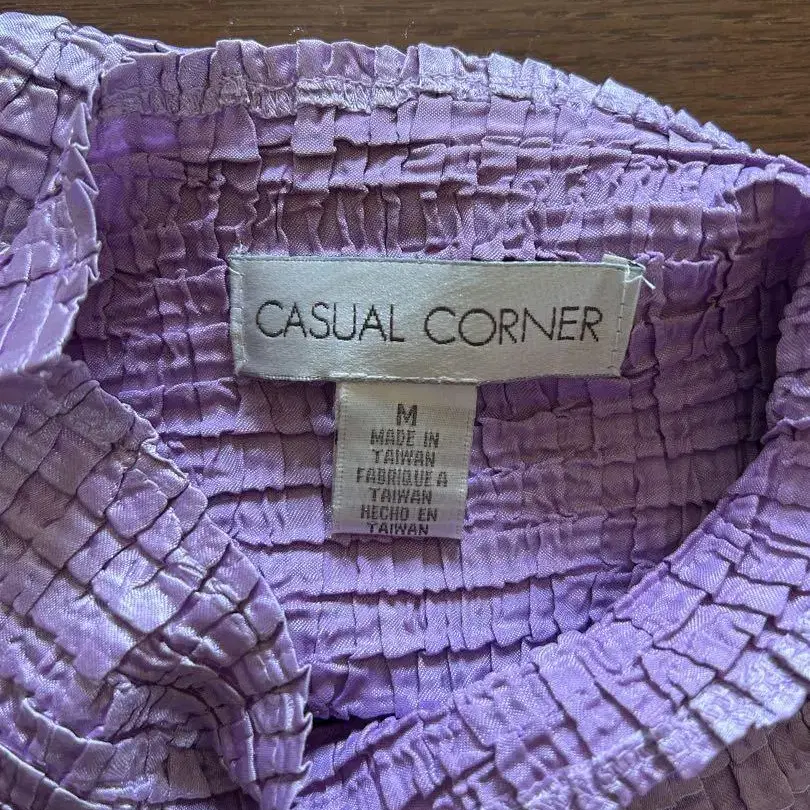 CASUAL CORNER
M
MADE IN
TAIWAN
FABRIQUE A
TAIWAN
HECHO EN
TAIWAN